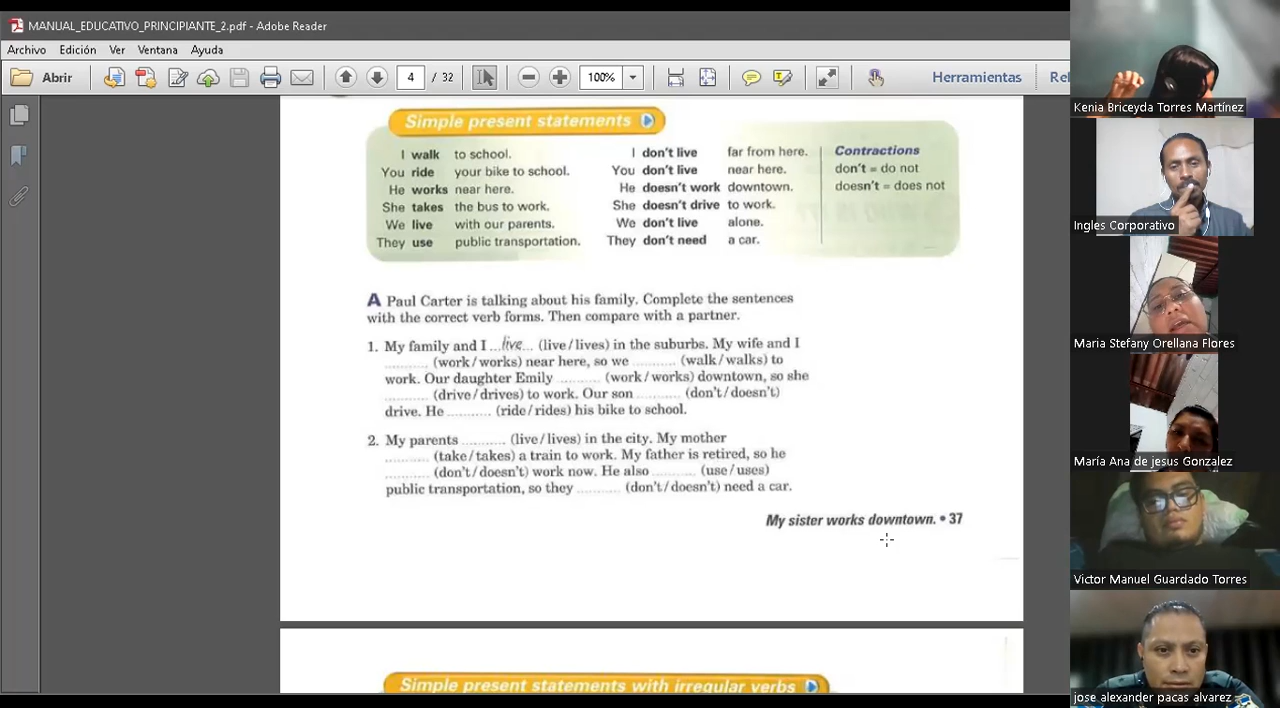 MANUAL_EDUCATIVO_PRINCIPIANTE_2.pdf - Adobe Reader
Archivo Edición Ver Ventana Ayuda
Abrir 4 / 32 100% Herramientas Rel
Simple present statements
I walk to school. I don't live far from here. Contractions
You ride your bike to school. You don't live near here. don't = do not
He works near here. He doesn't work downtown. doesn't = does not
She takes the bus to work. She doesn't drive to work.
We live with our parents. We don't live alone.
They use public transportation. They don't need a car.
A Paul Carter is talking about his family. Complete the sentences
with the correct verb forms. Then compare with a partner.
1. My family and I ...live... (live / lives) in the suburbs. My wife and I
.......... (work / works) near here, so we .......... (walk / walks) to
work. Our daughter Emily .......... (work / works) downtown, so she
.......... (drive / drives) to work. Our son .......... (don't / doesn't)
drive. He .......... (ride / rides) his bike to school.
2. My parents .......... (live / lives) in the city. My mother
.......... (take / takes) a train to work. My father is retired, so he
.......... (don't / doesn't) work now. He also .......... (use / uses)
public transportation, so they .......... (don't / doesn't) need a car.
My sister works downtown. • 37
Simple present statements with irregular verbs
Kenia Briceyda Torres Martínez
Ingles Corporativo
Maria Stefany Orellana Flores
María Ana de jesus Gonzalez
Victor Manuel Guardado Torres
jose alexander pacas alvarez